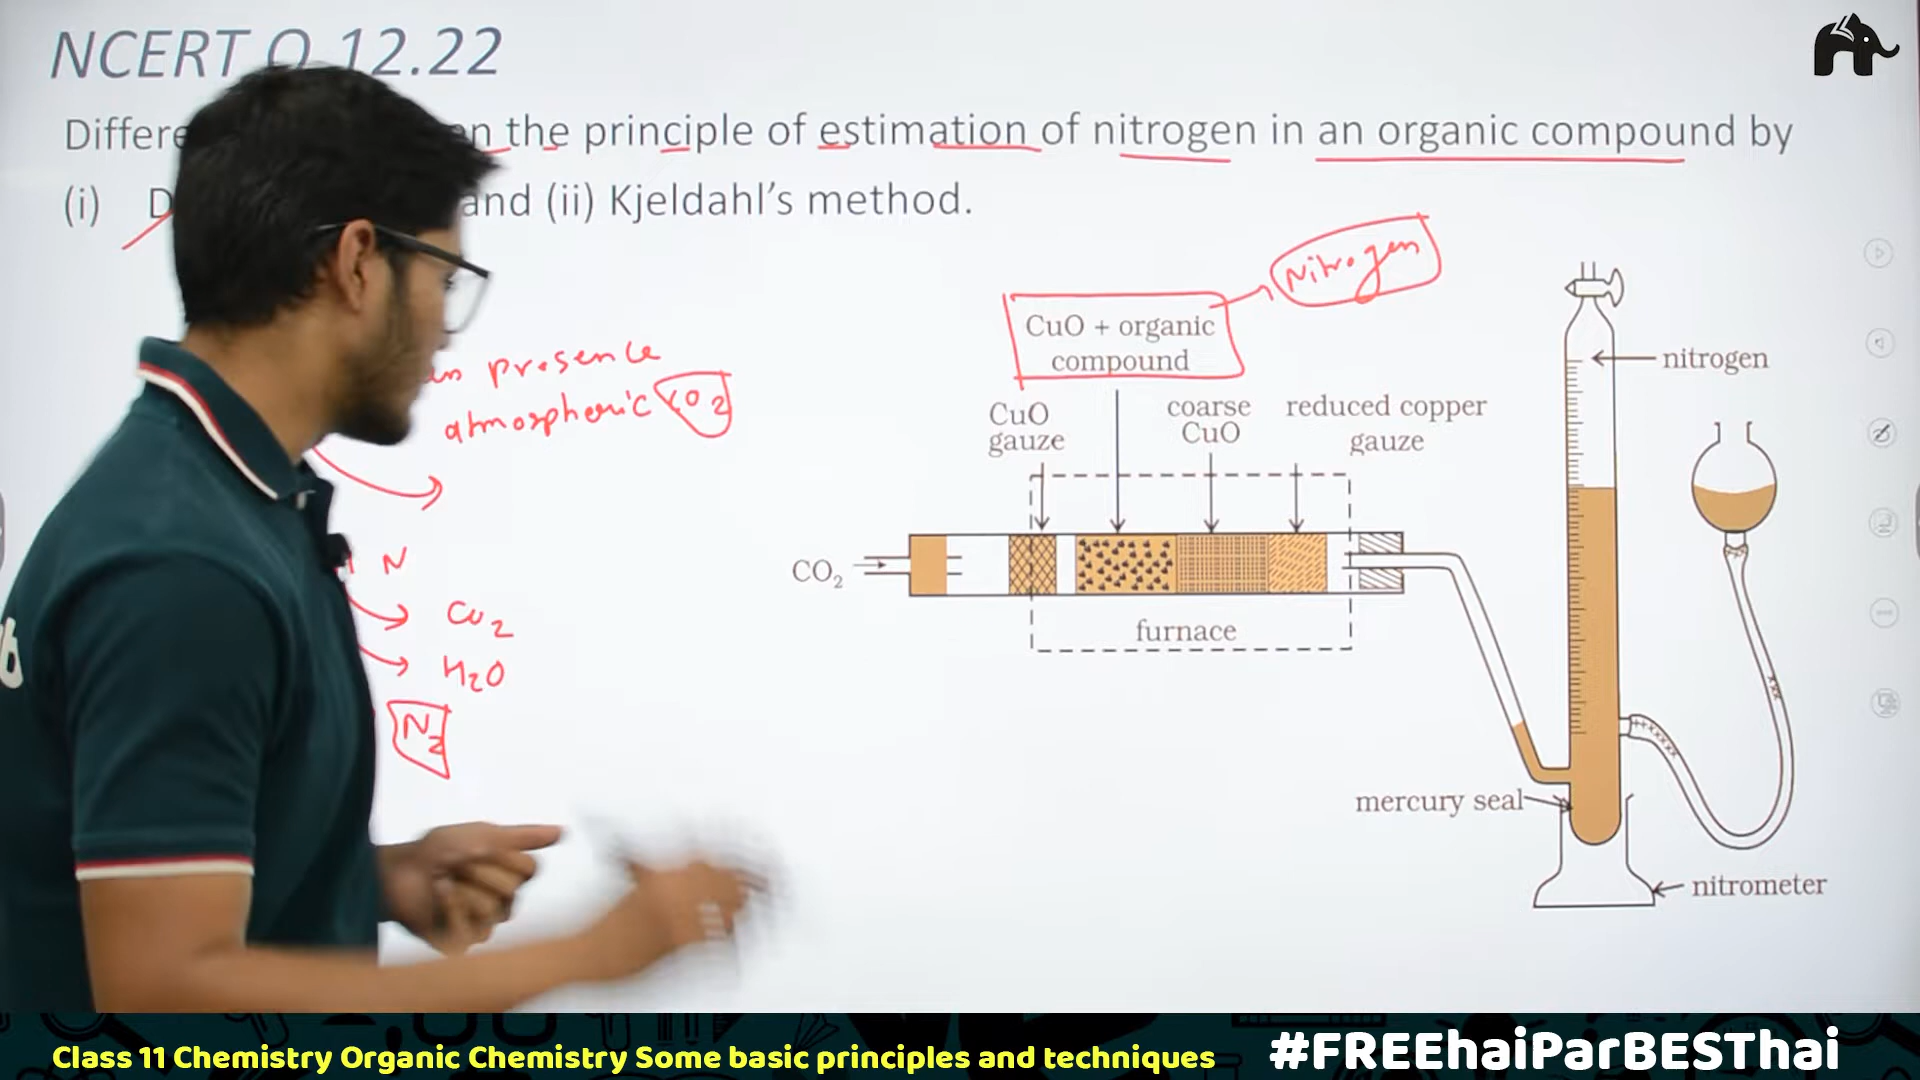 NCERT Q 12.22
the principle of estimation of nitrogen in an organic compound by
(i) and (ii) Kjeldahl's method.
Nitrogen
CuO + organic
compound
nitrogen
presence
atmospheric CO2
CuO
gauze
coarse
CuO
reduced copper
gauze
N
CO2
furnace
CO2
H2O
N2
mercury seal
nitrometer
Class 11 Chemistry Organic Chemistry Some basic principles and techniques
#FREEhaiParBESThai